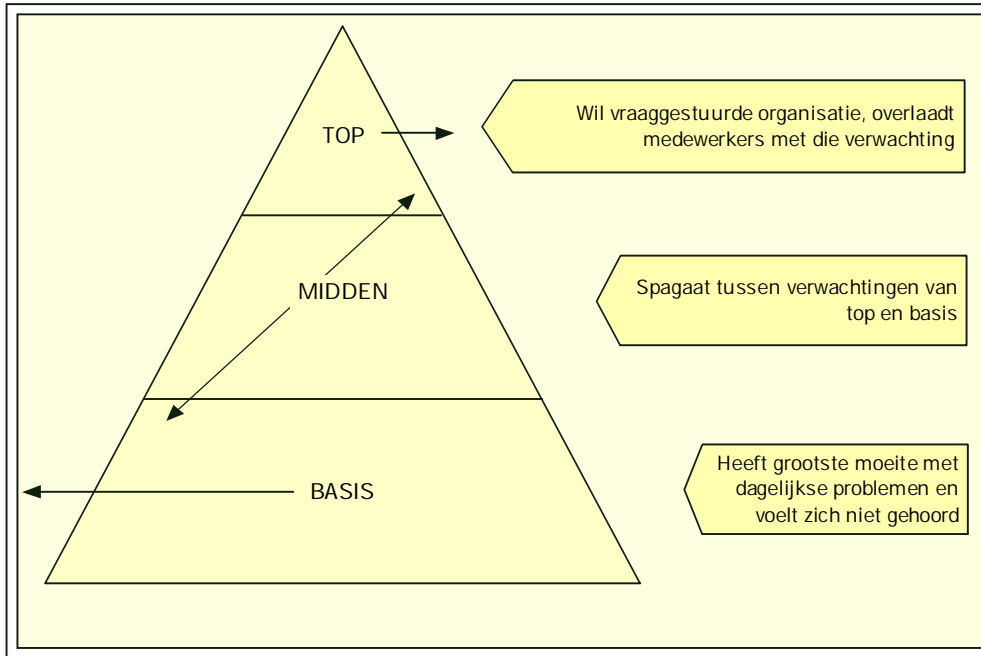 TOP
Wil vraaggestuurde organisatie, overlaadt
medewerkers met die verwachting
MIDDEN
Spagaat tussen verwachtingen van
top en basis
BASIS
Heeft grootste moeite met
dagelijkse problemen en
voelt zich niet gehoord